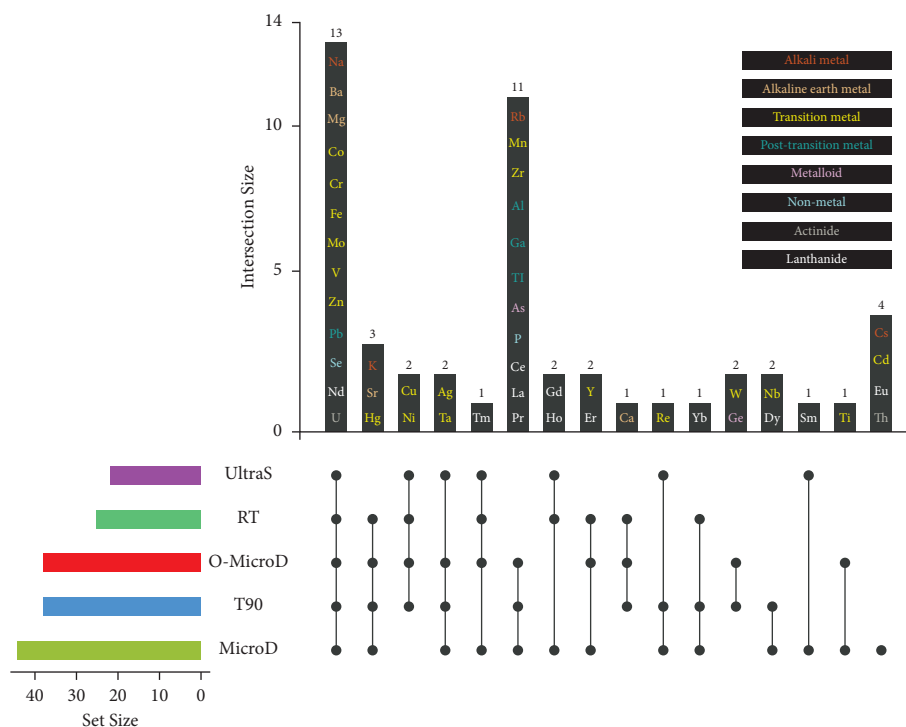 14
10
5
0
Intersection Size
13
Na
Ba
Mg
Co
Cr
Fe
Mo
V
Zn
Pb
Se
Nd
U
3
K
Sr
Hg
2
Cu
Ni
2
Ag
Ta
1
Tm
11
Rb
Mn
Zr
Al
Ga
TI
As
P
Ce
La
Pr
2
Gd
Ho
2
Y
Er
1
Ca
1
Re
1
Yb
2
W
Ge
2
Nb
Dy
1
Sm
1
Ti
4
Cs
Cd
Eu
Th
Alkali metal
Alkaline earth metal
Transition metal
Post-transition metal
Metalloid
Non-metal
Actinide
Lanthanide
UltraS
RT
O-MicroD
T90
MicroD
40 30 20 10 0
Set Size